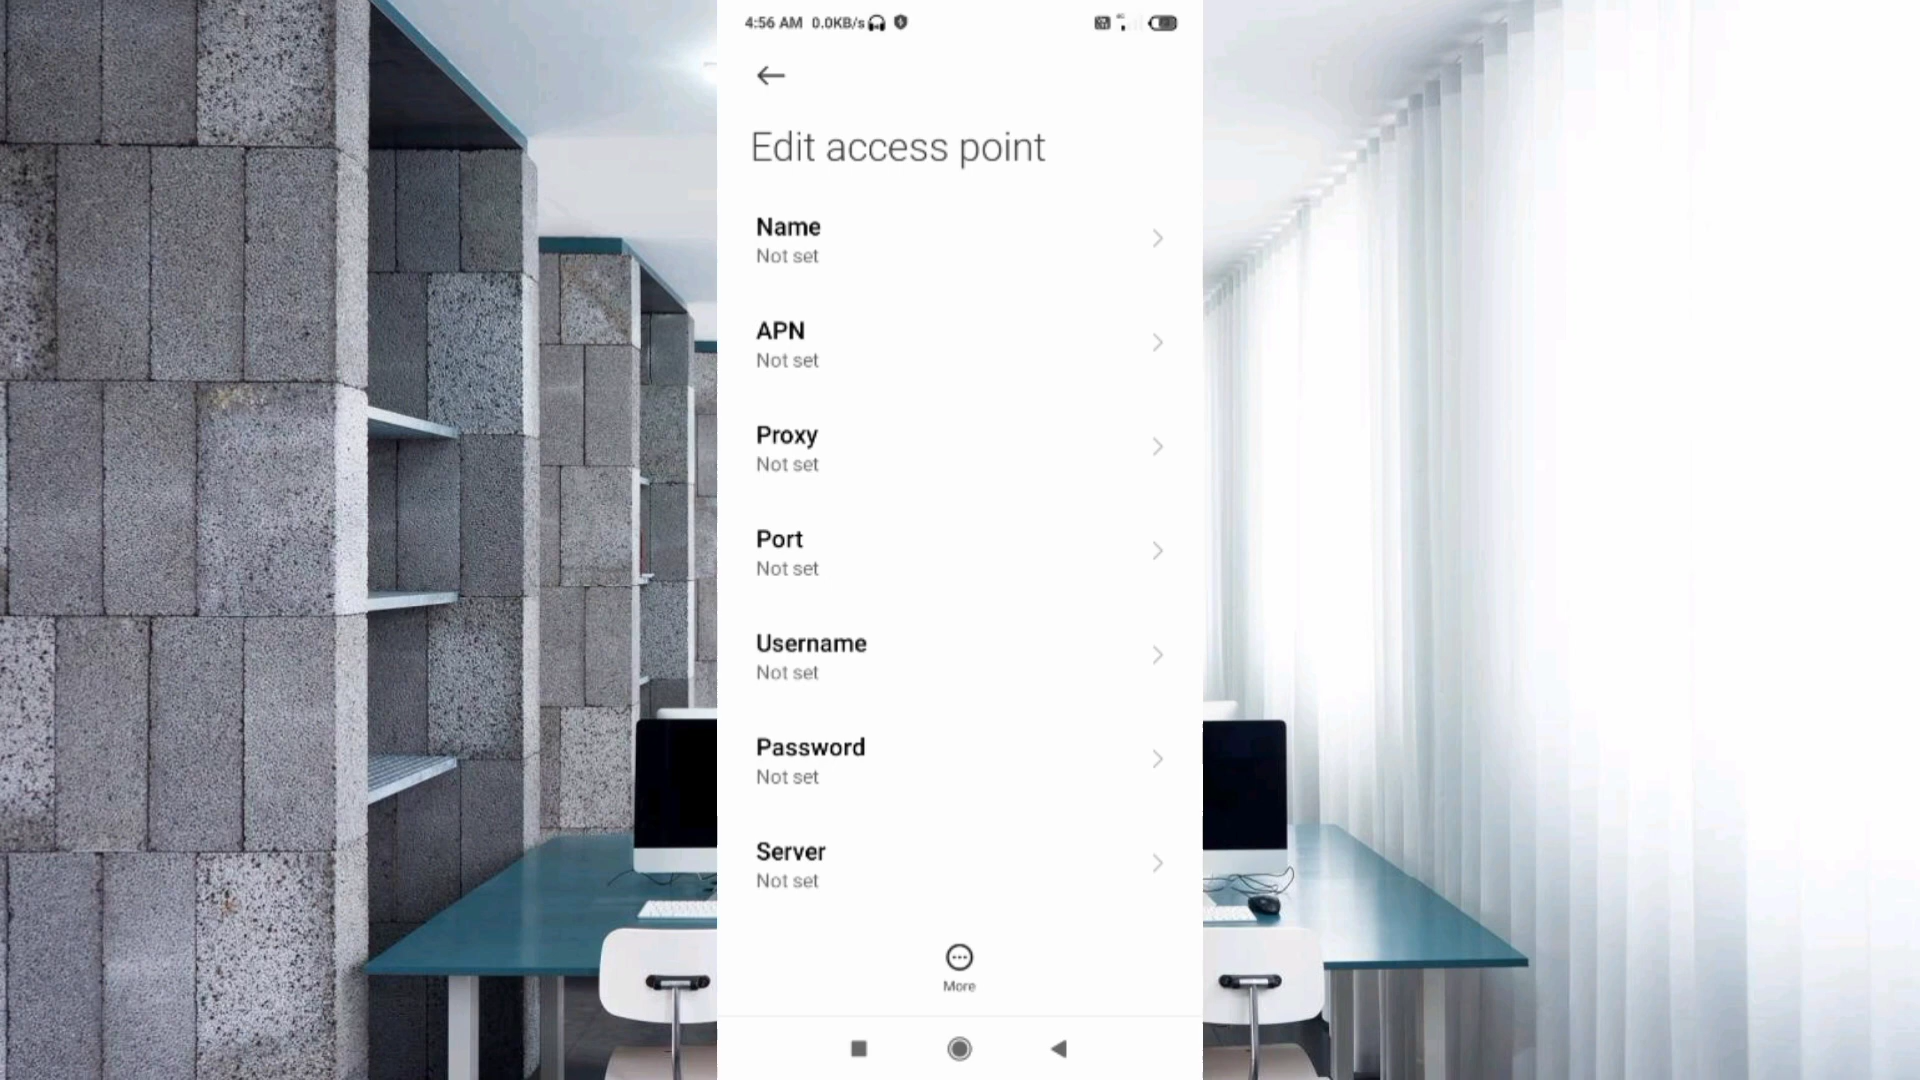 4:56 AM 0.0KB/s
Edit access point
Name
Not set
APN
Not set
Proxy
Not set
Port
Not set
Username
Not set
Password
Not set
Server
Not set
More